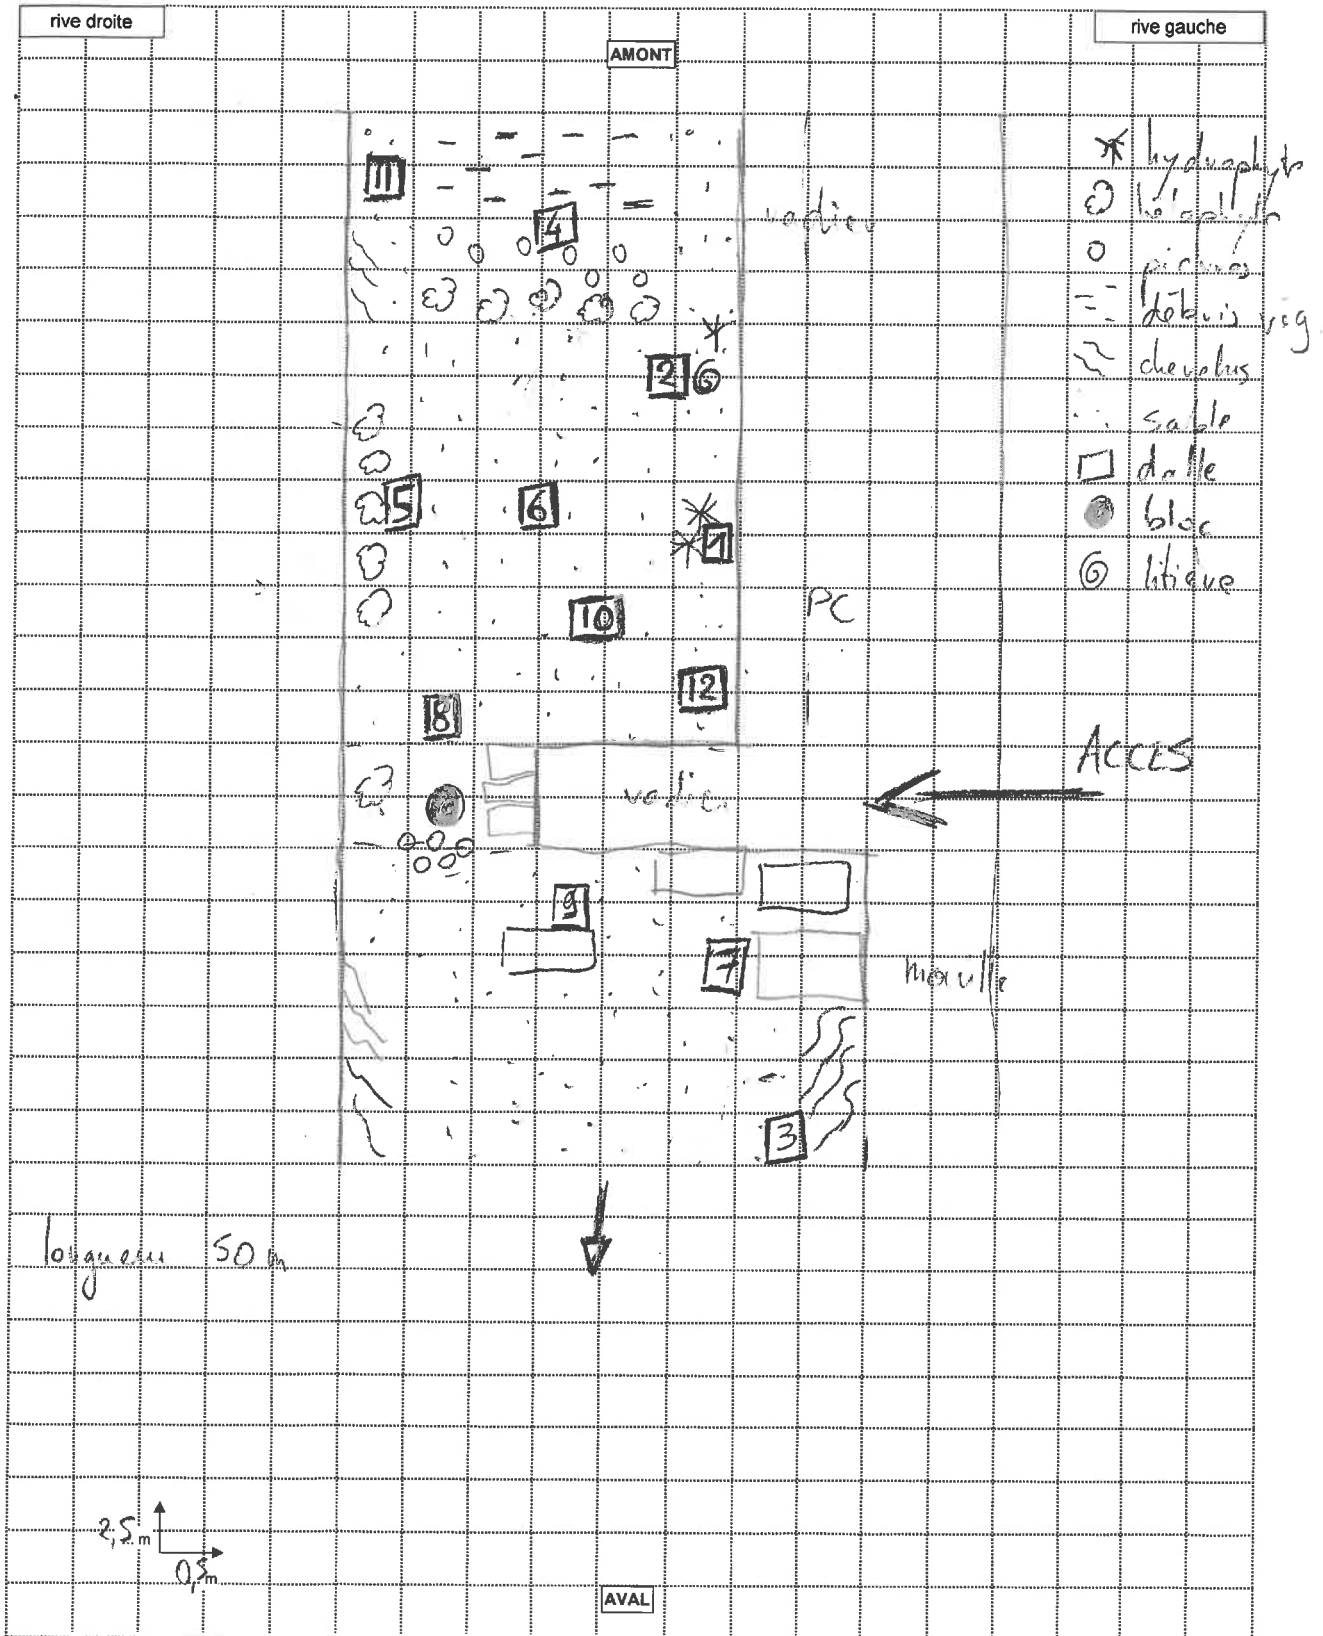 rive droite
rive gauche
AMONT
hydrophyte
hélophyte
débris vég
chevelus
sable
dalle
bloc
litière
11
4
2
5
6
1
10
PC
12
8
ACCES
radier
9
7
mouille
3
longueur 50 m
2,5 m
0,5 m
AVAL